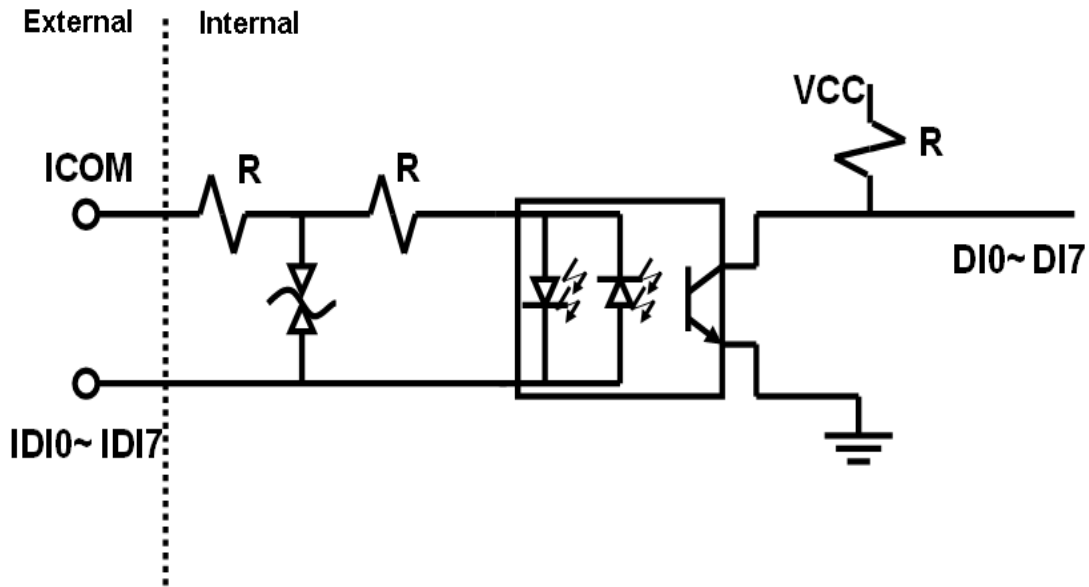 External
Internal
VCC
R
ICOM
R
R
DI0~ DI7
IDI0~ IDI7